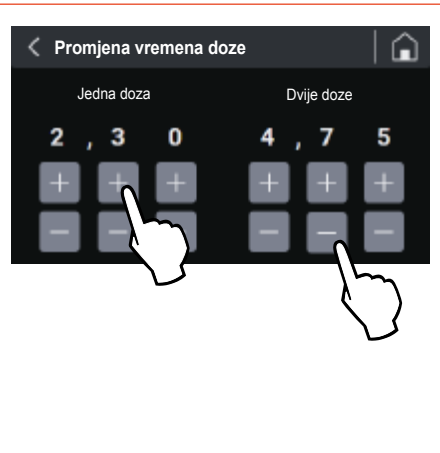 Promjena vremena doze
Jedna doza
Dvije doze
2 , 3 0
4 , 7 5
+ + +
+ + +
− − −
− − −